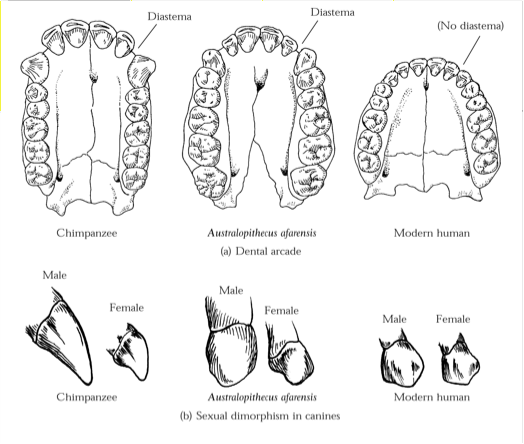 Diastema
Diastema
(No diastema)
Chimpanzee
Australopithecus afarensis
Modern human
(a) Dental arcade
Male
Female
Male
Female
Male
Female
Chimpanzee
Australopithecus afarensis
Modern human
(b) Sexual dimorphism in canines